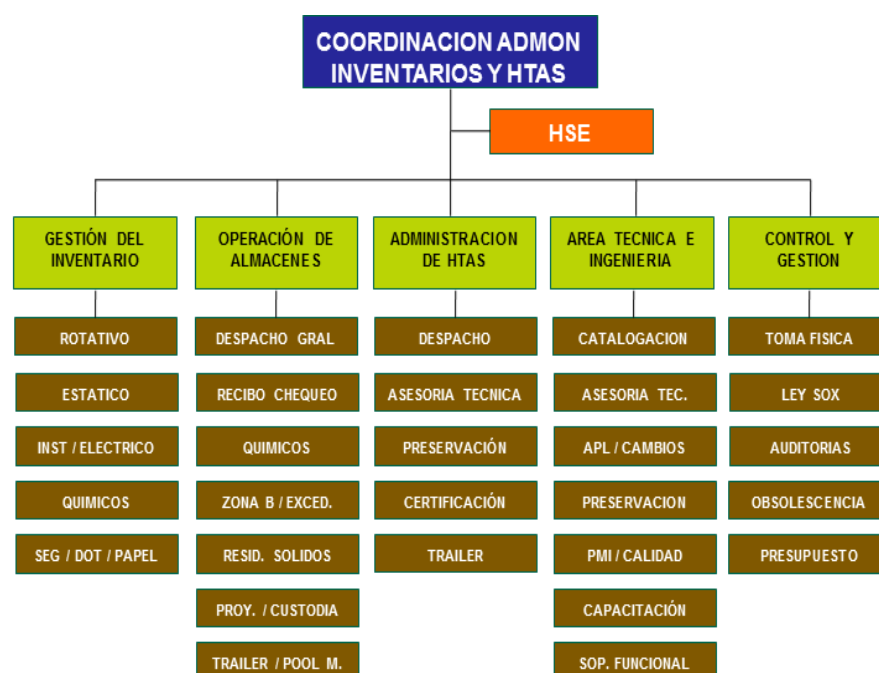 COORDINACION ADMON
INVENTARIOS Y HTAS
HSE
GESTIÓN DEL
INVENTARIO
OPERACIÓN DE
ALMACENES
ADMINISTRACION
DE HTAS
AREA TECNICA E
INGENIERIA
CONTROL Y
GESTION
ROTATIVO
ESTATICO
INST / ELECTRICO
QUIMICOS
SEG / DOT / PAPEL
DESPACHO GRAL
RECIBO CHEQUEO
QUIMICOS
ZONA B / EXCED.
RESID. SOLIDOS
PROY. / CUSTODIA
TRAILER / POOL M.
DESPACHO
ASESORIA TECNICA
PRESERVACIÓN
CERTIFICACIÓN
TRAILER
CATALOGACION
ASESORIA TEC.
APL / CAMBIOS
PRESERVACION
PMI / CALIDAD
CAPACITACIÓN
SOP. FUNCIONAL
TOMA FISICA
LEY SOX
AUDITORIAS
OBSOLESCENCIA
PRESUPUESTO